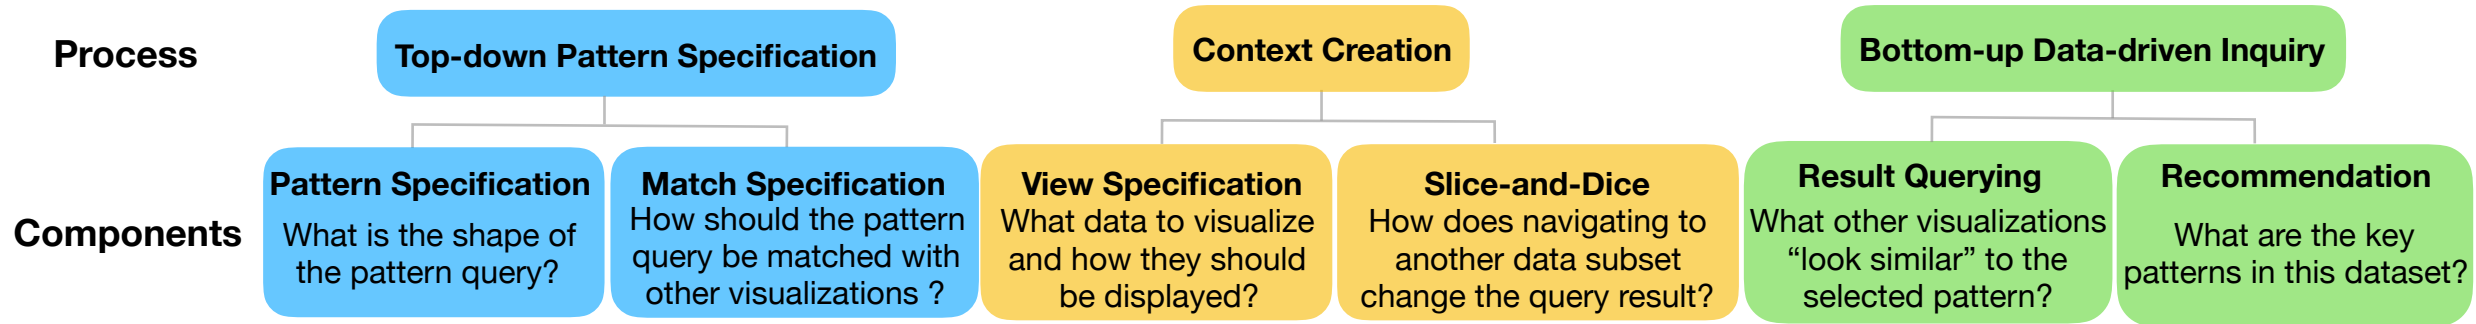 Process
Top-down Pattern Specification
Context Creation
Bottom-up Data-driven Inquiry
Components
Pattern Specification
What is the shape of
the pattern query?
Match Specification
How should the pattern
query be matched with
other visualizations ?
View Specification
What data to visualize
and how they should
be displayed?
Slice-and-Dice
How does navigating to
another data subset
change the query result?
Result Querying
What other visualizations
“look similar” to the
selected pattern?
Recommendation
What are the key
patterns in this dataset?